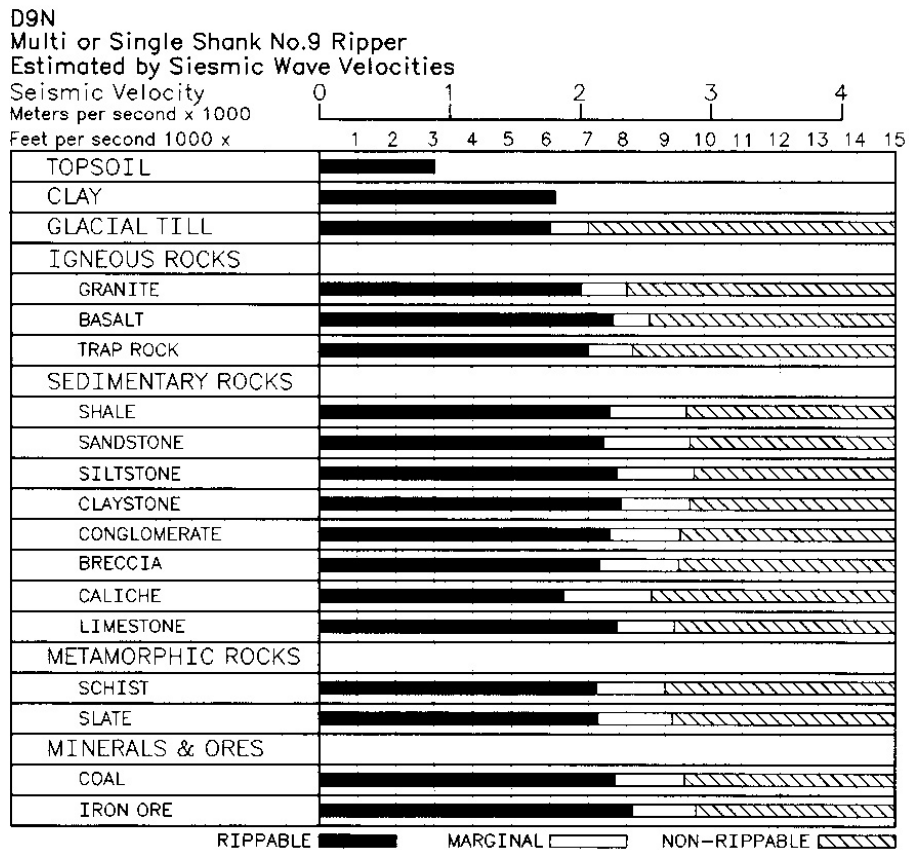 D9N
Multi or Single Shank No.9 Ripper
Estimated by Siesmic Wave Velocities
Seismic Velocity 0 1 2 3 4
Meters per second x 1000
Feet per second 1000 x 1 2 3 4 5 6 7 8 9 10 11 12 13 14 15
TOPSOIL
CLAY
GLACIAL TILL
IGNEOUS ROCKS
GRANITE
BASALT
TRAP ROCK
SEDIMENTARY ROCKS
SHALE
SANDSTONE
SILTSTONE
CLAYSTONE
CONGLOMERATE
BRECCIA
CALICHE
LIMESTONE
METAMORPHIC ROCKS
SCHIST
SLATE
MINERALS & ORES
COAL
IRON ORE
RIPPABLE MARGINAL NON-RIPPABLE